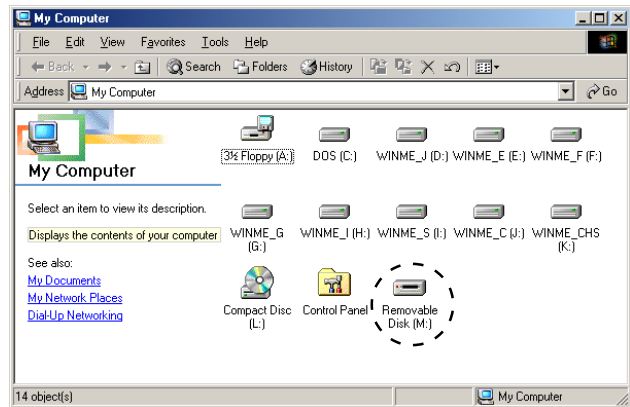 My Computer
File Edit View Favorites Tools Help
Back Search Folders History
Address My Computer Go
My Computer
Select an item to view its description.
Displays the contents of your computer
See also:
My Documents
My Network Places
Dial-Up Networking
3½ Floppy (A:) DOS (C:) WINME_J (D:) WINME_E (E:) WINME_F (F:)
WINME_G WINME_I (H:) WINME_S (I:) WINME_C (J:) WINME_CHS
(G:) (K:)
Compact Disc Control Panel Removable
(L:) Disk (M:)
14 object(s) My Computer